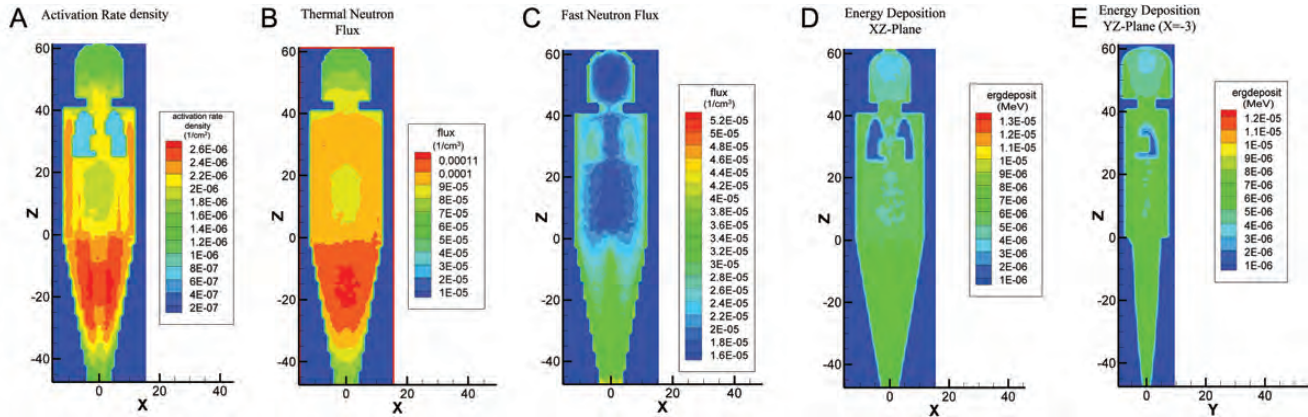 A
Activation Rate density
60
40
20
0
-20
-40
Z
0
20
40
X
activation rate
density
(1/cm²)
2.6E-06
2.4E-06
2.2E-06
2E-06
1.8E-06
1.6E-06
1.4E-06
1.2E-06
1E-06
8E-07
6E-07
4E-07
2E-07
B
Thermal Neutron
Flux
60
40
20
0
-20
-40
Z
0
20
40
X
flux
(1/cm³)
0.00011
0.0001
9E-05
8E-05
7E-05
6E-05
5E-05
4E-05
3E-05
2E-05
1E-05
C
Fast Neutron Flux
60
40
20
0
-20
-40
Z
0
20
40
X
flux
(1/cm³)
5.2E-05
5E-05
4.8E-05
4.6E-05
4.4E-05
4.2E-05
4E-05
3.8E-05
3.6E-05
3.4E-05
3.2E-05
3E-05
2.8E-05
2.6E-05
2.4E-05
2.2E-05
2E-05
1.8E-05
1.6E-05
D
Energy Deposition
XZ-Plane
60
40
20
0
-20
-40
Z
0
20
40
X
ergdeposit
(MeV)
1.3E-05
1.2E-05
1.1E-05
1E-05
9E-06
8E-06
7E-06
6E-06
5E-06
4E-06
3E-06
2E-06
1E-06
E
Energy Deposition
YZ-Plane (X=-3)
60
40
20
0
-20
-40
Z
0
20
40
Y
ergdeposit
(MeV)
1.2E-05
1.1E-05
1E-05
9E-06
8E-06
7E-06
6E-06
5E-06
4E-06
3E-06
2E-06
1E-06